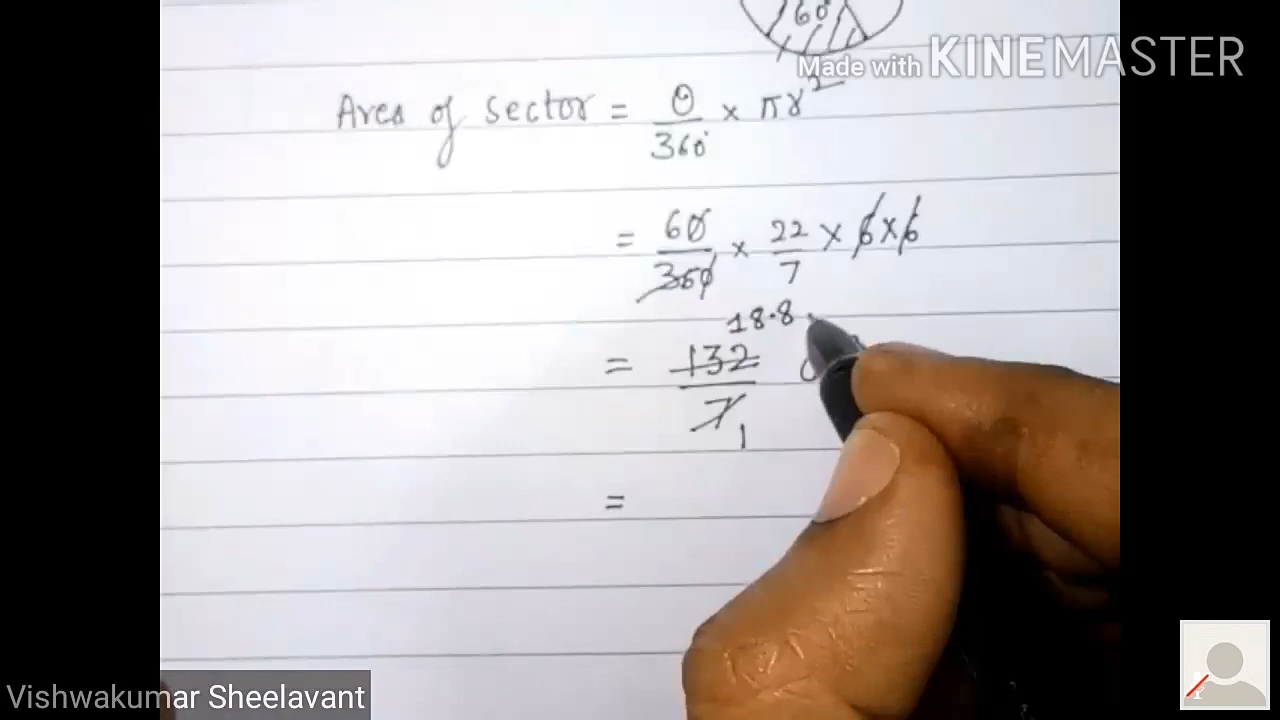 60°
Made with KINEMASTER
Area of sector = θ/360° × πr²
= 60/360 × 22/7 × 6×6
18.8
= 132/7 1
=
Vishwakumar Sheelavant